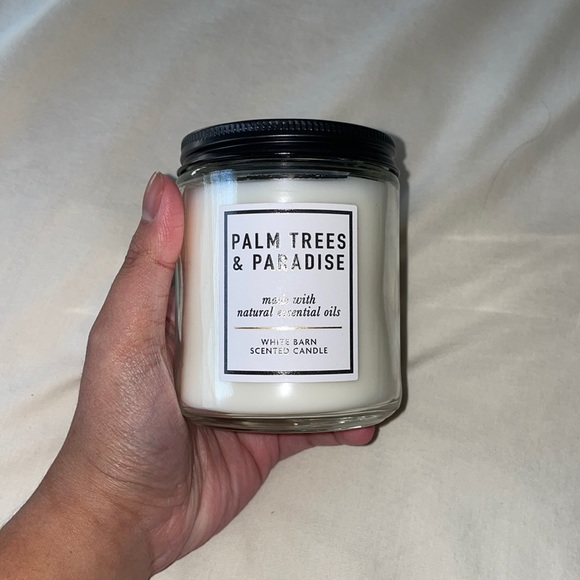 PALM TREES
& PARADISE
made with
natural essential oils
WHITE BARN
SCENTED CANDLE